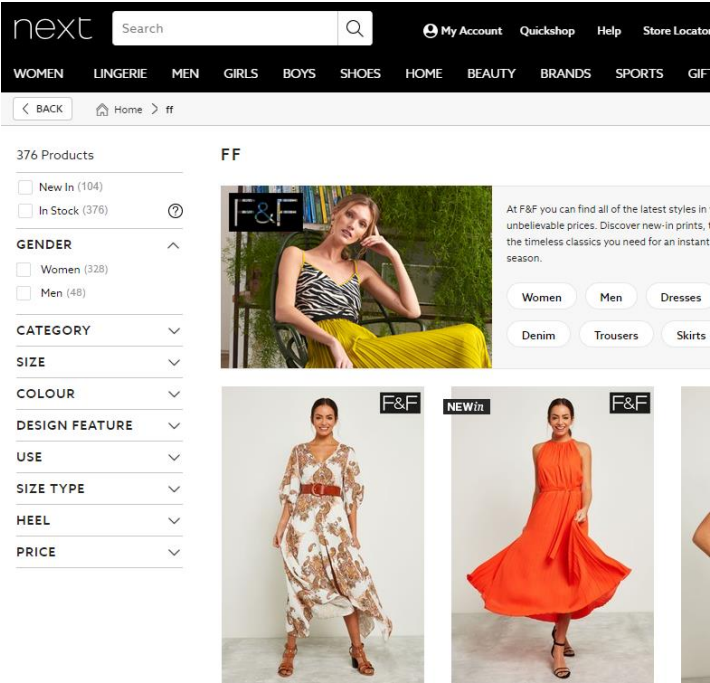 next
Search
My Account Quickshop Help Store Locator
WOMEN LINGERIE MEN GIRLS BOYS SHOES HOME BEAUTY BRANDS SPORTS
BACK Home ff
376 Products
New In (104)
In Stock (376) ?
GENDER
Women (328)
Men (48)
CATEGORY
SIZE
COLOUR
DESIGN FEATURE
USE
SIZE TYPE
HEEL
PRICE
FF
F&F
At F&F you can find all of the latest styles in
unbelievable prices. Discover new-in prints,
the timeless classics you need for an instant
season.
Women Men Dresses
Denim Trousers Skirts
F&F
NEWin F&F